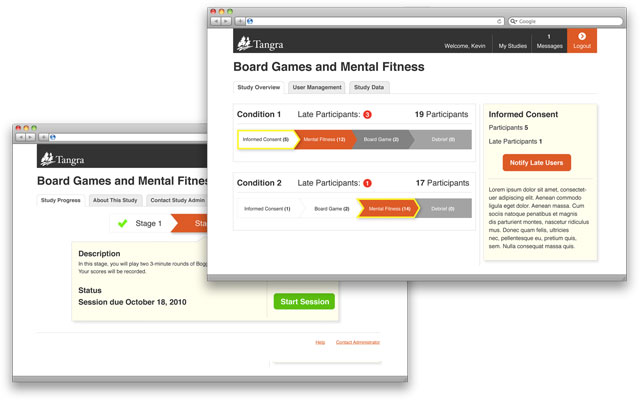 Google
Tangra
Welcome, Kevin
My Studies
1
Messages
Logout
Board Games and Mental Fitness
Study Overview
User Management
Study Data
Condition 1
Late Participants: 3
19 Participants
Informed Consent (5)
Mental Fitness (12)
Board Game (2)
Debrief (0)
Condition 2
Late Participants: 1
17 Participants
Informed Consent (1)
Board Game (2)
Mental Fitness (14)
Debrief (0)
Informed Consent
Participants 5
Late Participants 1
Notify Late Users
Lorem ipsum dolor sit amet, consectet-
uer adipiscing elit. Aenean commodo
ligula eget dolor. Aenean massa. Cum
sociis natoque penatibus et magnis
dis parturient montes, nascetur ridiculus
mus. Donec quam felis, ultricies
nec, pellentesque eu, pretium quis,
sem. Nulla consequat massa quis.
Tangra
Board Games and Mental Fitne
Study Progress
About This Study
Contact Study Admin
Stage 1
Sta
Description
In this stage, you will play two 3-minute rounds of Bog
Your scores will be recorded.
Status
Session due October 18, 2010
Start Session
Help
Contact Administrator